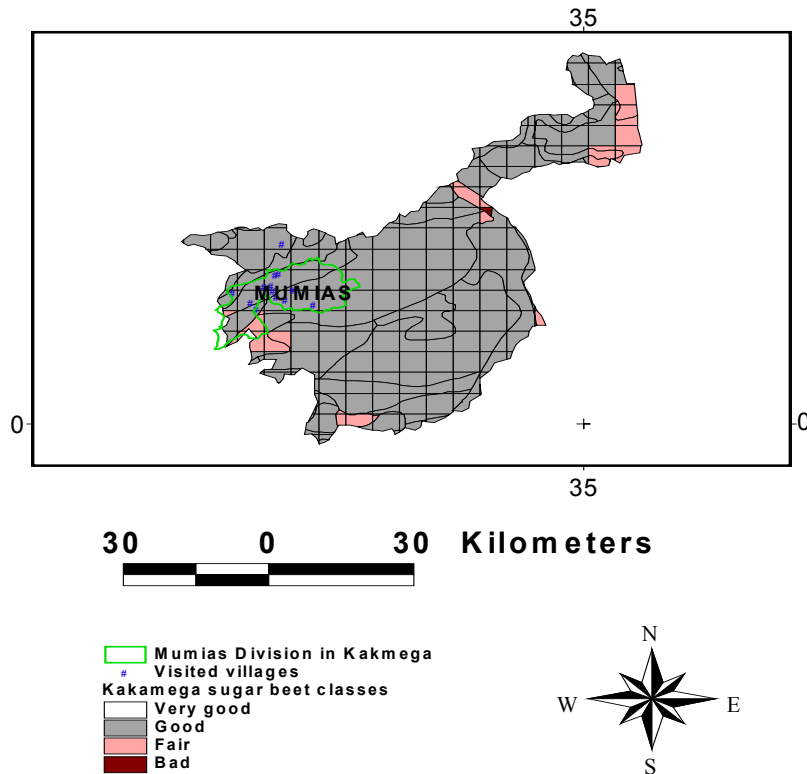 35
MUMIAS
0 0
35
30 0 30 Kilometers
Mumias Division in Kakmega
# Visited villages
Kakamega sugar beet classes
Very good
Good
Fair
Bad
N
W E
S